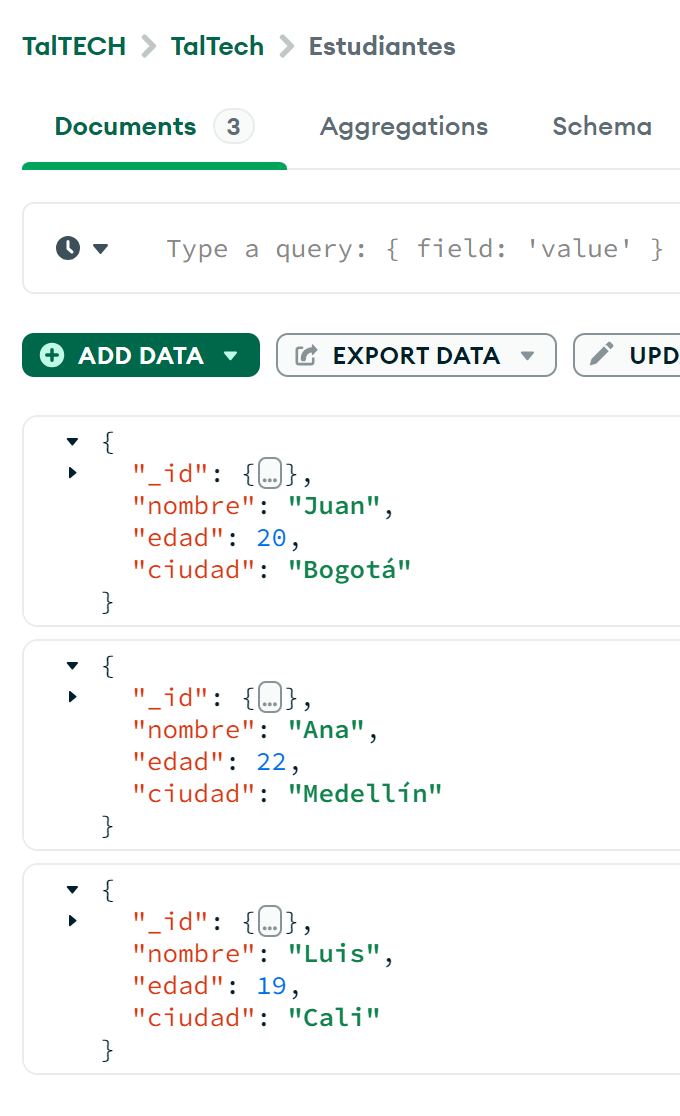 TalTECH > TalTech > Estudiantes
Documents 3 Aggregations Schema
Type a query: { field: 'value' }
ADD DATA EXPORT DATA UPD
{
"_id": {…},
"nombre": "Juan",
"edad": 20,
"ciudad": "Bogotá"
}
{
"_id": {…},
"nombre": "Ana",
"edad": 22,
"ciudad": "Medellín"
}
{
"_id": {…},
"nombre": "Luis",
"edad": 19,
"ciudad": "Cali"
}